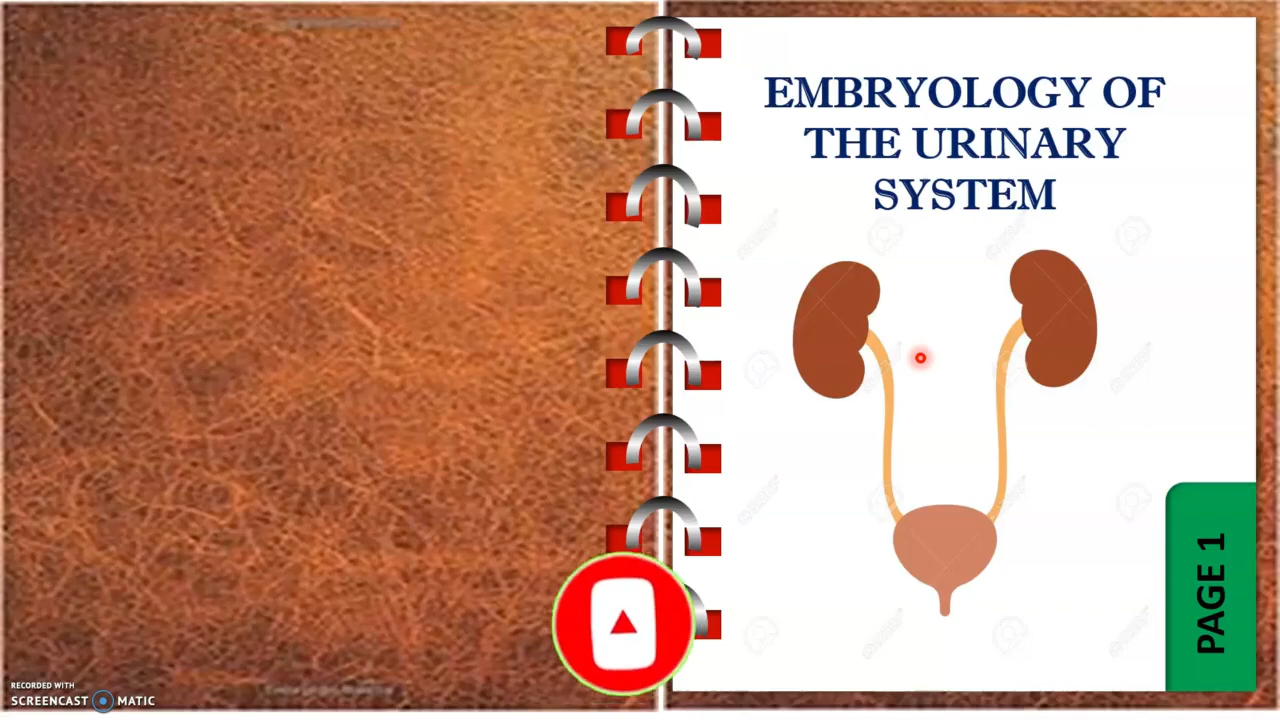 EMBRYOLOGY OF
THE URINARY
SYSTEM
PAGE 1
RECORDED WITH
SCREENCAST MATIC